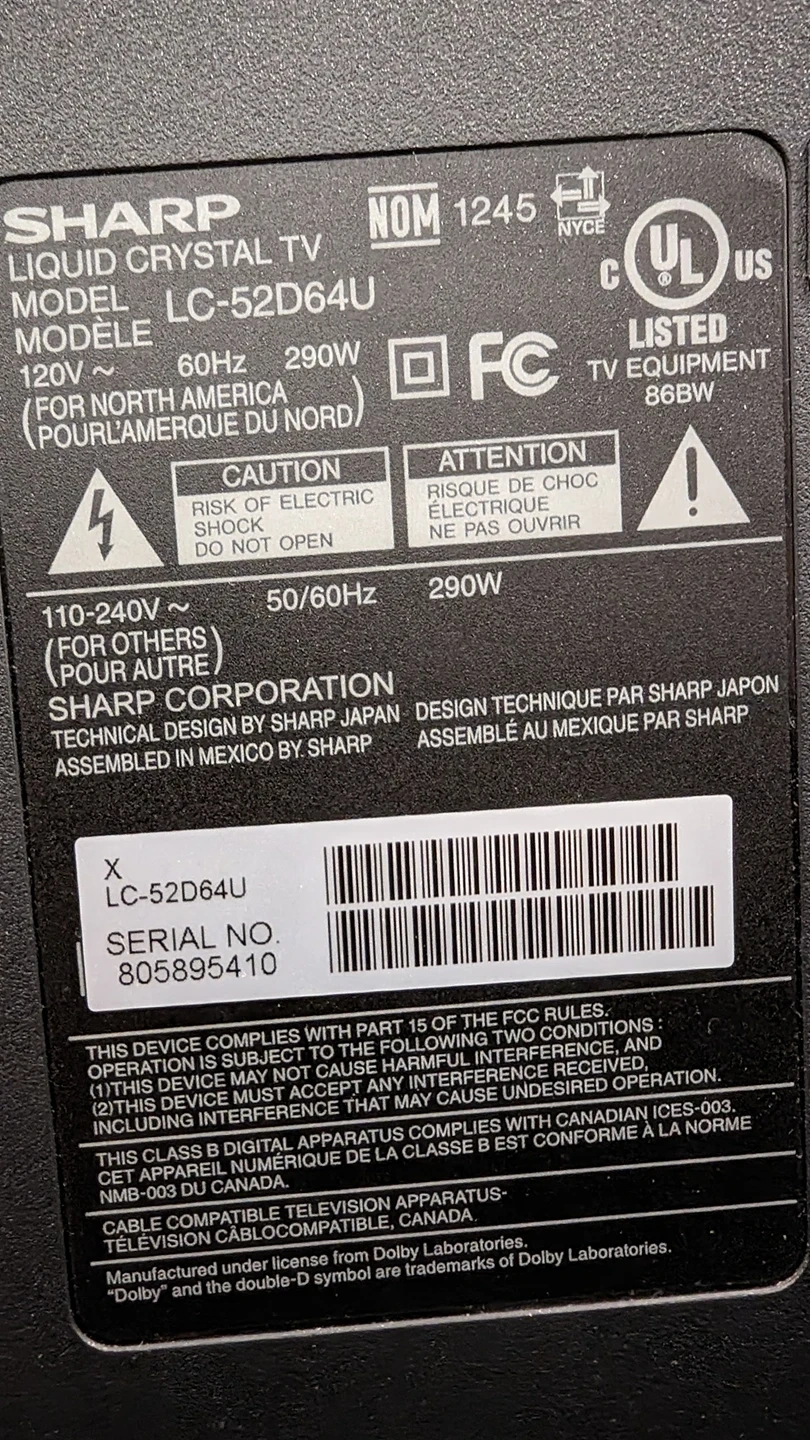 SHARP
LIQUID CRYSTAL TV
MODEL
MODÈLE
LC-52D64U
120V ~ 60Hz 290W
(FOR NORTH AMERICA
POURL'AMERQUE DU NORD)
NOM 1245
NYCE
C UL ® US
LISTED
TV EQUIPMENT
86BW
FC
CAUTION
RISK OF ELECTRIC
SHOCK
DO NOT OPEN
ATTENTION
RISQUE DE CHOC
ÉLECTRIQUE
NE PAS OUVRIR
110-240V ~ 50/60Hz 290W
(FOR OTHERS
POUR AUTRE)
SHARP CORPORATION
TECHNICAL DESIGN BY SHARP JAPAN
ASSEMBLED IN MEXICO BY SHARP
DESIGN TECHNIQUE PAR SHARP JAPON
ASSEMBLÉ AU MEXIQUE PAR SHARP
X
LC-52D64U
SERIAL NO.
805895410
THIS DEVICE COMPLIES WITH PART 15 OF THE FCC RULES.
OPERATION IS SUBJECT TO THE FOLLOWING TWO CONDITIONS :
(1)THIS DEVICE MAY NOT CAUSE HARMFUL INTERFERENCE, AND
(2)THIS DEVICE MUST ACCEPT ANY INTERFERENCE RECEIVED,
INCLUDING INTERFERENCE THAT MAY CAUSE UNDESIRED OPERATION.
THIS CLASS B DIGITAL APPARATUS COMPLIES WITH CANADIAN ICES-003.
CET APPAREIL NUMÉRIQUE DE LA CLASSE B EST CONFORME À LA NORME
NMB-003 DU CANADA.
CABLE COMPATIBLE TELEVISION APPARATUS-
TÉLÉVISION CÂBLOCOMPATIBLE, CANADA.
Manufactured under license from Dolby Laboratories.
"Dolby" and the double-D symbol are trademarks of Dolby Laboratories.